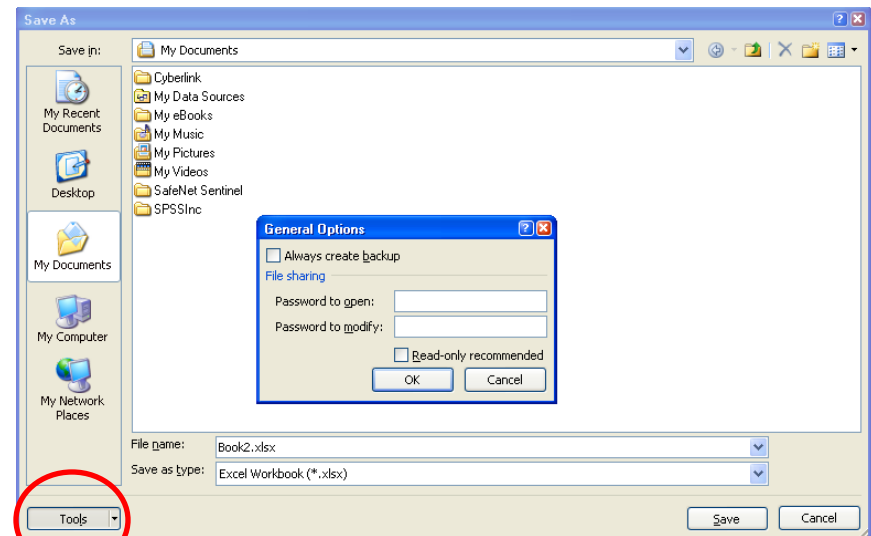 Save As
Save in:
My Documents
My Recent
Documents
Desktop
My Documents
My Computer
My Network
Places
Cyberlink
My Data Sources
My eBooks
My Music
My Pictures
My Videos
SafeNet Sentinel
SPSSInc
General Options
Always create backup
File sharing
Password to open:
Password to modify:
Read-only recommended
OK Cancel
File name: Book2.xlsx
Save as type: Excel Workbook (*.xlsx)
Tools Save Cancel